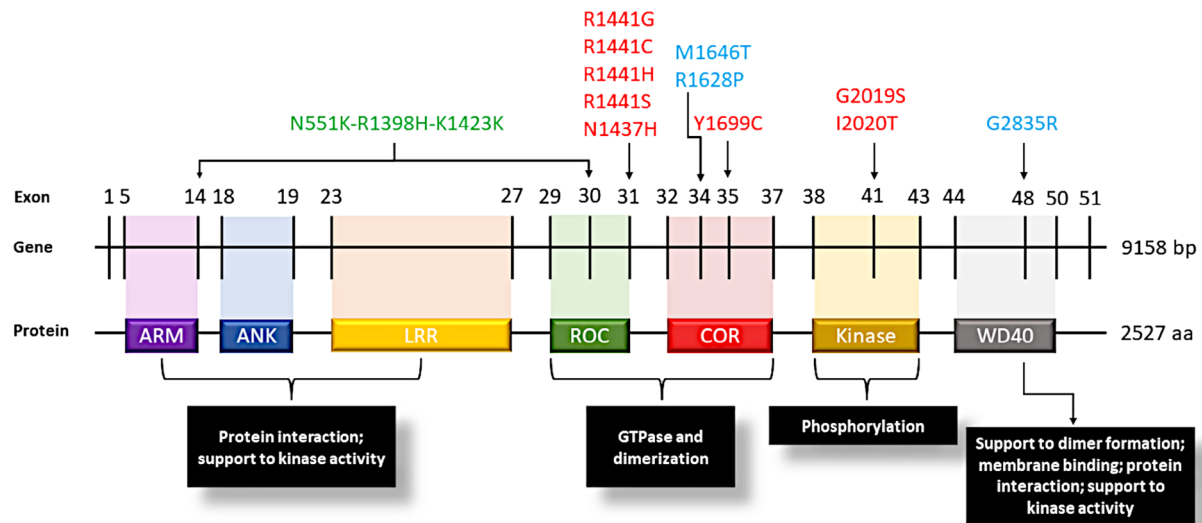 R1441G
R1441C
R1441H
R1441S
N1437H
M1646T
R1628P
Y1699C
G2019S
I2020T
G2835R
N551K-R1398H-K1423K
Exon 1 5 14 18 19 23 27 29 30 31 32 34 35 37 38 41 43 44 48 50 51
Gene 9158 bp
Protein ARM ANK LRR ROC COR Kinase WD40 2527 aa
Protein interaction;
support to kinase activity
GTPase and
dimerization
Phosphorylation
Support to dimer formation;
membrane binding; protein
interaction; support to
kinase activity